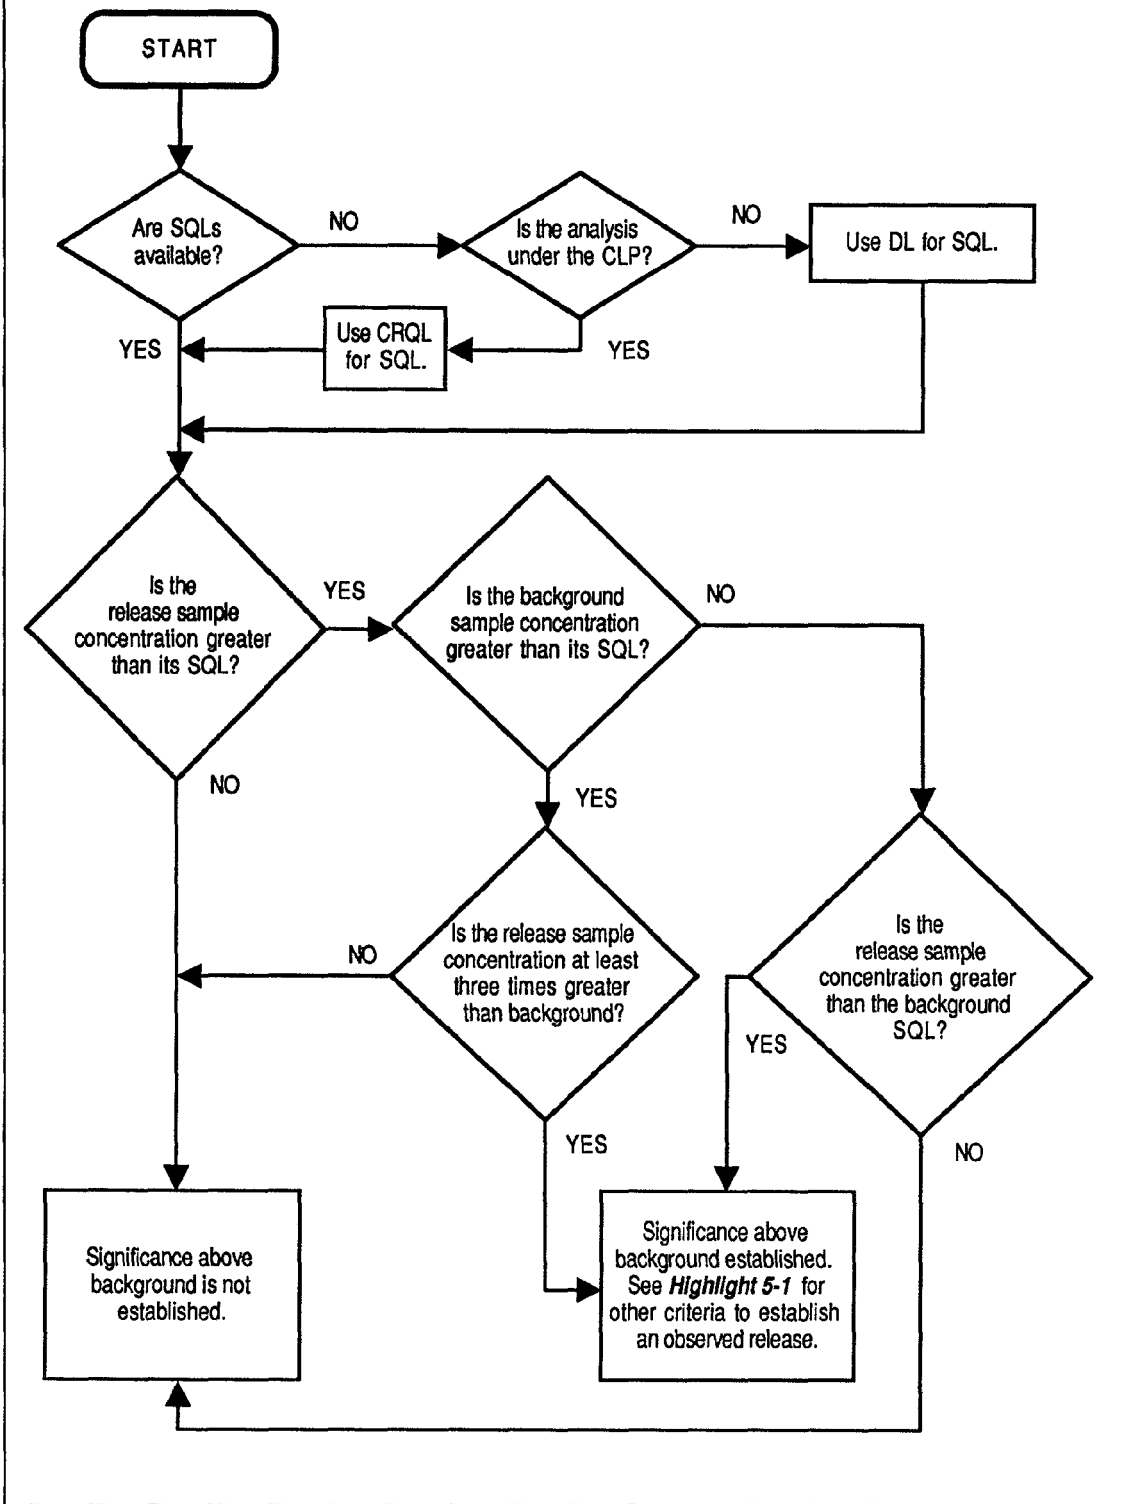 START
Are SQLs
available?
NO
Is the analysis
under the CLP?
NO
Use DL for SQL.
YES
Use CRQL
for SQL.
YES
Is the
release sample
concentration greater
than its SQL?
YES
Is the background
sample concentration
greater than its SQL?
NO
NO
YES
Is the release sample
concentration at least
three times greater
than background?
NO
Is the
release sample
concentration greater
than the background
SQL?
YES
YES
NO
Significance above
background is not
established.
Significance above
background established.
See Highlight 5-1 for
other criteria to establish
an observed release.